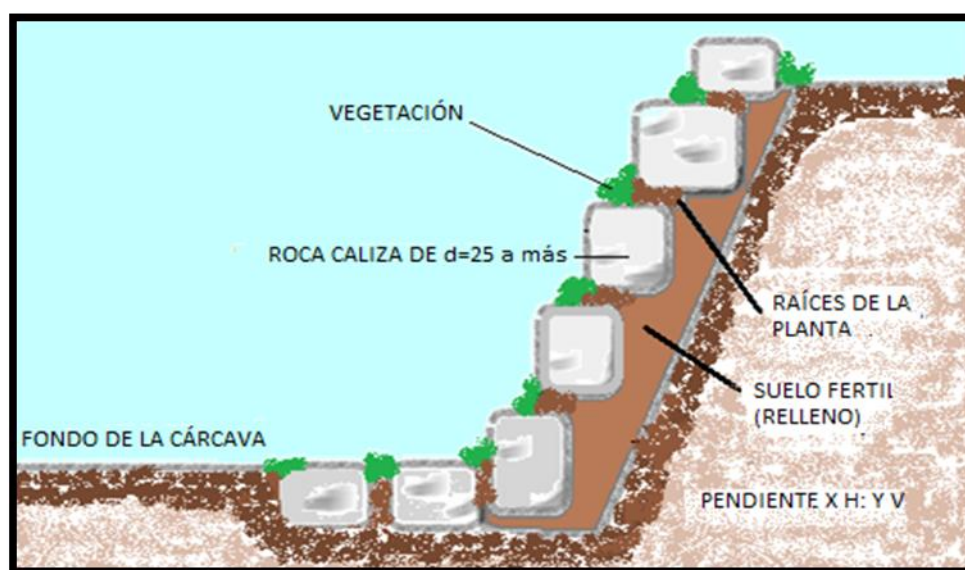 VEGETACIÓN
ROCA CALIZA DE d=25 a más
RAÍCES DE LA
PLANTA
SUELO FERTIL
(RELLENO)
FONDO DE LA CÁRCAVA
PENDIENTE X H: Y V